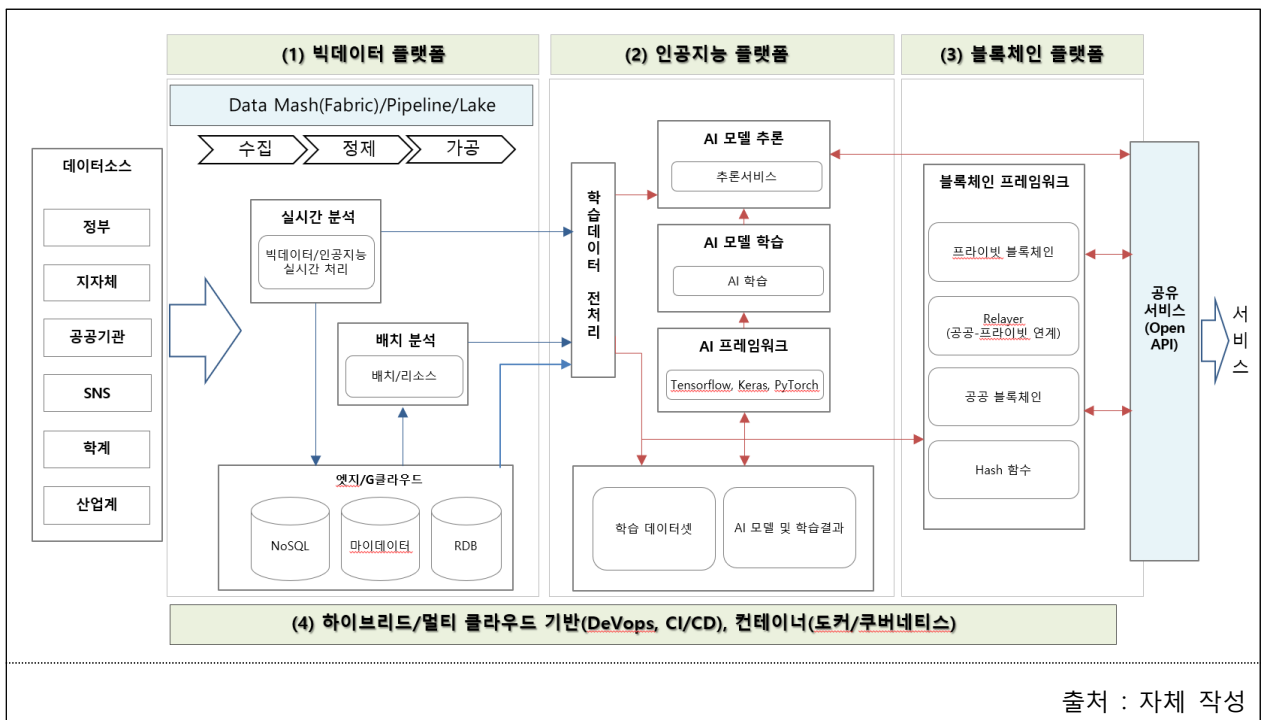 (1) 빅데이터 플랫폼
(2) 인공지능 플랫폼
(3) 블록체인 플랫폼
Data Mash(Fabric)/Pipeline/Lake
수집
정제
가공
데이터소스
정부
지자체
공공기관
SNS
학계
산업계
실시간 분석
빅데이터/인공지능
실시간 처리
배치 분석
배치/리소스
엣지/G클라우드
NoSQL
마이데이터
RDB
학습데이터 전처리
AI 모델 추론
추론서비스
AI 모델 학습
AI 학습
AI 프레임워크
Tensorflow, Keras, PyTorch
학습 데이터셋
AI 모델 및 학습결과
블록체인 프레임워크
프라이빗 블록체인
Relayer
(공공-프라이빗 연계)
공공 블록체인
Hash 함수
공유
서비스
(Open
API)
서비스
(4) 하이브리드/멀티 클라우드 기반(DeVops, CI/CD), 컨테이너(도커/쿠버네티스)
출처 : 자체 작성